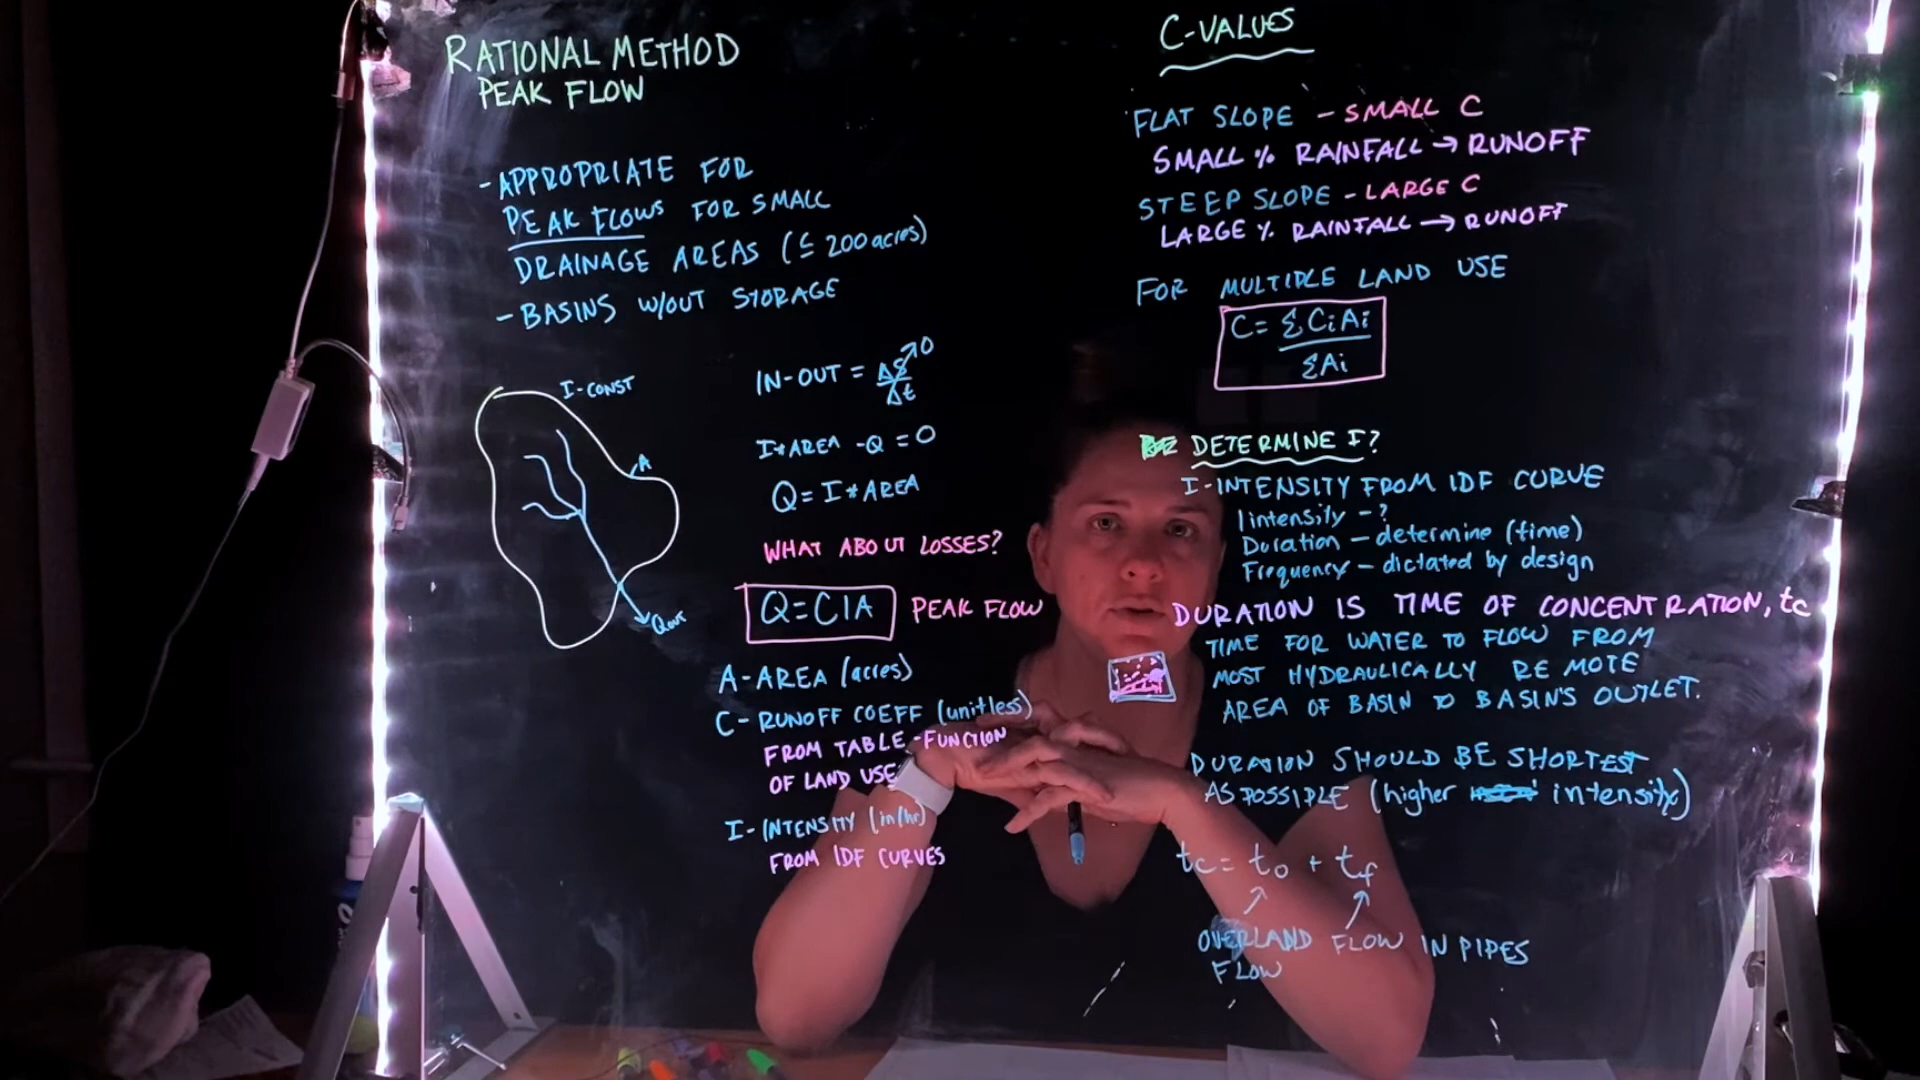 RATIONAL METHOD
PEAK FLOW
-APPROPRIATE FOR
PEAK FLOWS FOR SMALL
DRAINAGE AREAS (≤ 200 acres)
-BASINS W/OUT STORAGE
I-CONST
A
QOUT
IN-OUT = ΔS/Δt → 0
I*AREA -Q = 0
Q=I*AREA
WHAT ABOUT LOSSES?
Q=CIA PEAK FLOW
A-AREA (acres)
C- RUNOFF COEFF (unitless)
FROM TABLE-FUNCTION
OF LAND USE
I-INTENSITY (in/hr)
FROM IDF CURVES
C-VALUES
FLAT SLOPE - SMALL C
SMALL % RAINFALL → RUNOFF
STEEP SLOPE - LARGE C
LARGE % RAINFALL → RUNOFF
FOR MULTIPLE LAND USE
C= ΣCiAi
ΣAi
DETERMINE I?
I-INTENSITY FROM IDF CURVE
Intensity -?
Duration - determine (time)
Frequency - dictated by design
DURATION IS TIME OF CONCENTRATION, tc
TIME FOR WATER TO FLOW FROM
MOST HYDRAULICALLY REMOTE
AREA OF BASIN TO BASIN'S OUTLET.
DURATION SHOULD BE SHORTEST
AS POSSIBLE (higher intensity)
tc = to + tf
OVERLAND FLOW
FLOW IN PIPES